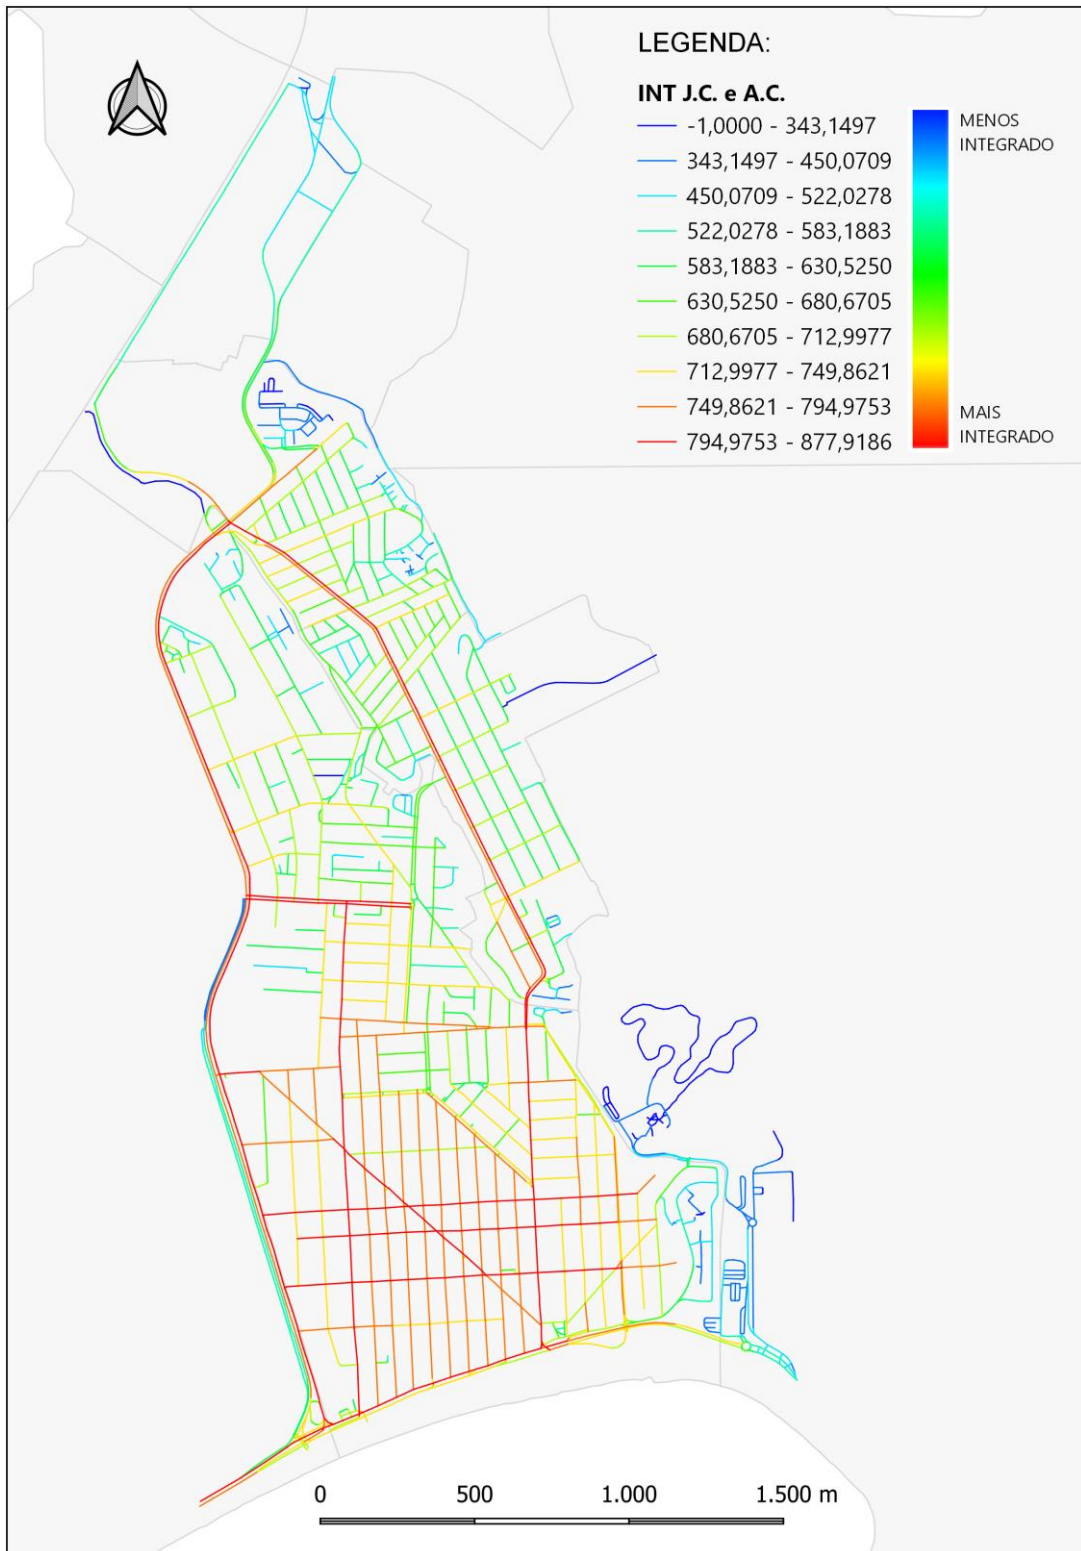 LEGENDA:
INT J.C. e A.C.
-1,0000 - 343,1497
343,1497 - 450,0709
450,0709 - 522,0278
522,0278 - 583,1883
583,1883 - 630,5250
630,5250 - 680,6705
680,6705 - 712,9977
712,9977 - 749,8621
749,8621 - 794,9753
794,9753 - 877,9186
MENOS
INTEGRADO
MAIS
INTEGRADO
0 500 1.000 1.500 m